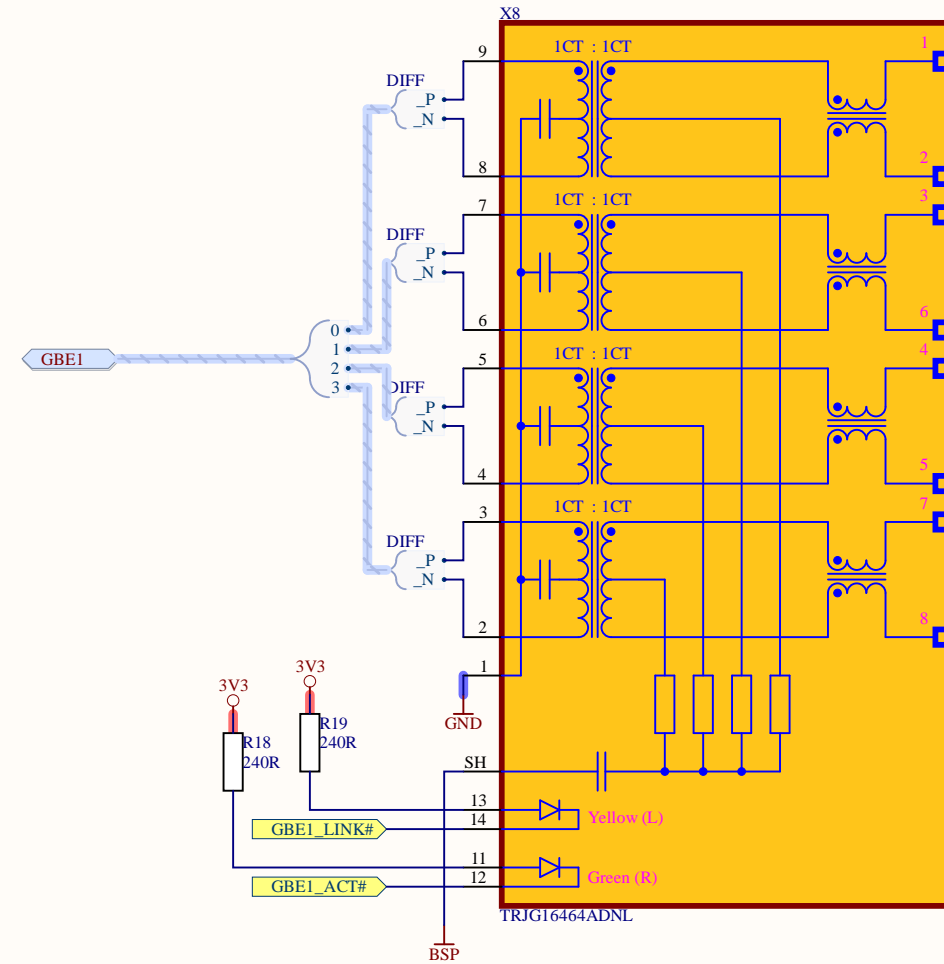 X8
1CT : 1CT
1
9
DIFF
_P
_N
2
8
3
7
1CT : 1CT
DIFF
_P
_N
6
6
0
1
2
3
GBE1
4
5
1CT : 1CT
DIFF
_P
_N
5
4
7
3
1CT : 1CT
DIFF
_P
_N
8
2
1
GND
3V3
R19
240R
3V3
R18
240R
SH
13
14
Yellow (L)
GBE1_LINK#
11
12
Green (R)
GBE1_ACT#
TRJG16464ADNL
BSP